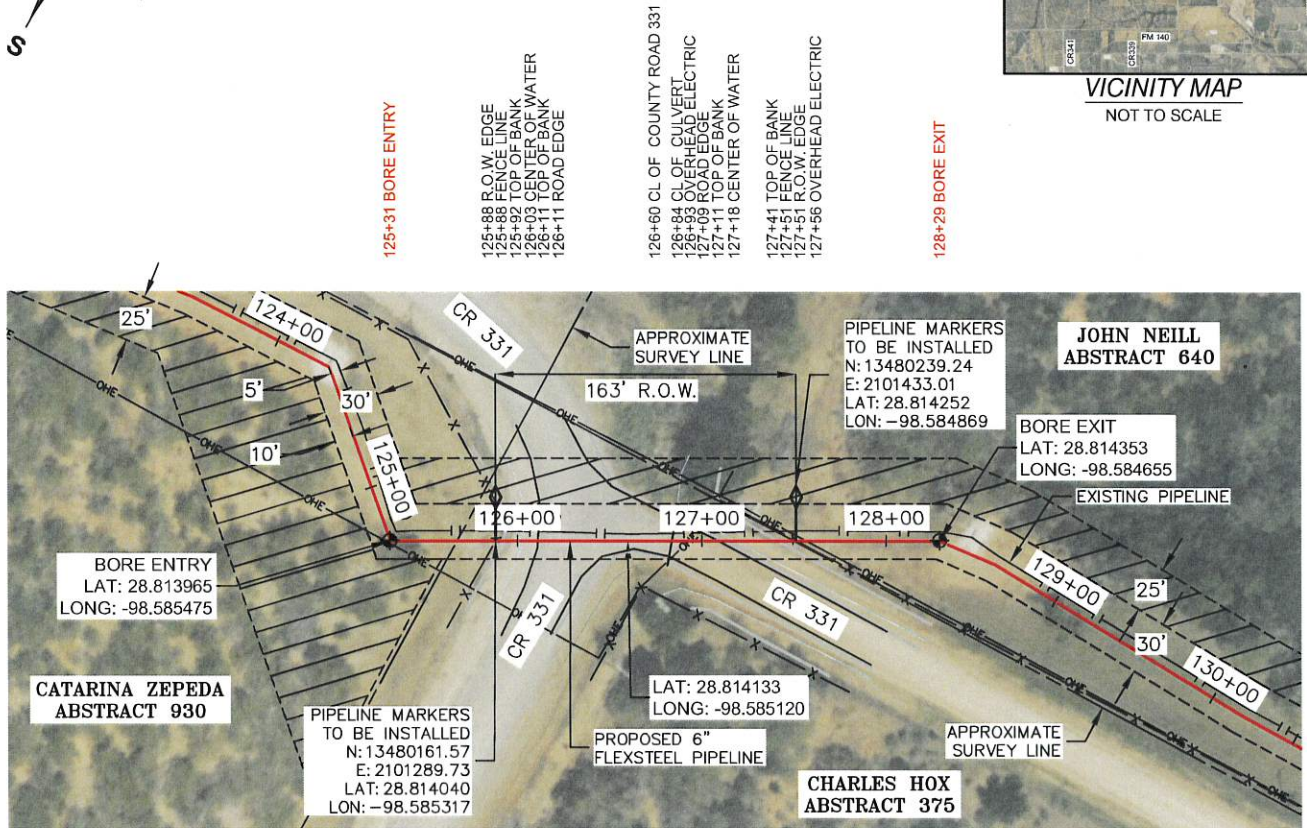 S
CR341
CR339
FM 140
VICINITY MAP
NOT TO SCALE
125+31 BORE ENTRY
125+88 R.O.W. EDGE
125+88 FENCE LINE
125+92 TOP OF BANK
126+03 CENTER OF WATER
126+11 TOP OF BANK
126+11 ROAD EDGE
126+60 CL OF COUNTY ROAD 331
126+84 CL OF CULVERT
126+93 OVERHEAD ELECTRIC
127+09 ROAD EDGE
127+11 TOP OF BANK
127+18 CENTER OF WATER
127+41 TOP OF BANK
127+51 FENCE LINE
127+51 R.O.W. EDGE
127+56 OVERHEAD ELECTRIC
128+29 BORE EXIT
25'
124+00
5'
30'
10'
125+00
OHE
OHE
OHE
CR 331
OHE
APPROXIMATE
SURVEY LINE
163' R.O.W.
OHE
PIPELINE MARKERS
TO BE INSTALLED
N: 13480239.24
E: 2101433.01
LAT: 28.814252
LON: -98.584869
JOHN NEILL
ABSTRACT 640
BORE EXIT
LAT: 28.814353
LONG: -98.584655
EXISTING PIPELINE
126+00
127+00
OHE
128+00
129+00
25'
30'
130+00
BORE ENTRY
LAT: 28.813965
LONG: -98.585475
OHE
OHE
CR 331
CR 331
OHE
OHE
OHE
CATARINA ZEPEDA
ABSTRACT 930
PIPELINE MARKERS
TO BE INSTALLED
N: 13480161.57
E: 2101289.73
LAT: 28.814040
LON: -98.585317
LAT: 28.814133
LONG: -98.585120
PROPOSED 6"
FLEXSTEEL PIPELINE
APPROXIMATE
SURVEY LINE
CHARLES HOX
ABSTRACT 375